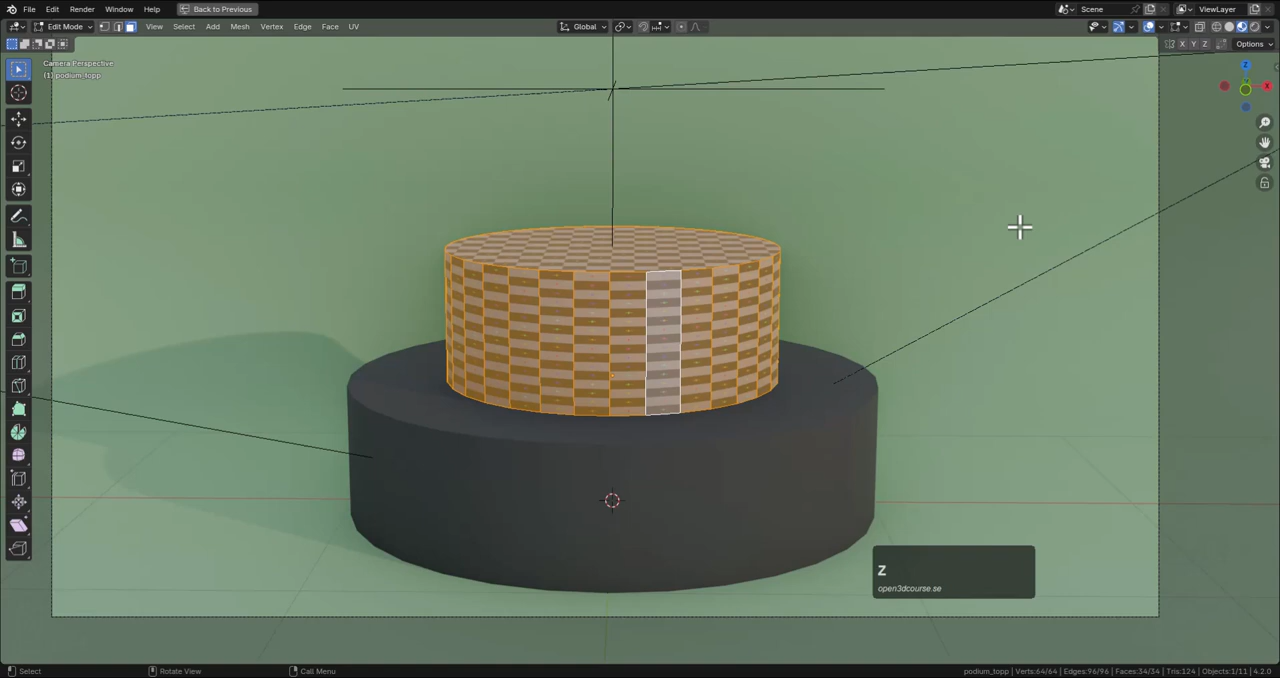 File Edit Render Window Help Back to Previous Scene ViewLayer
Edit Mode View Select Add Mesh Vertex Edge Face UV Global
X Y Z Options
Camera Perspective
(1) podium_topp
Z
X
Z
open3dcourse.se
Select Rotate View Call Menu podium_topp | Verts:64/64 | Edges:96/96 | Faces:34/34 | Tris:124 | Objects:1/11 | 4.2.0